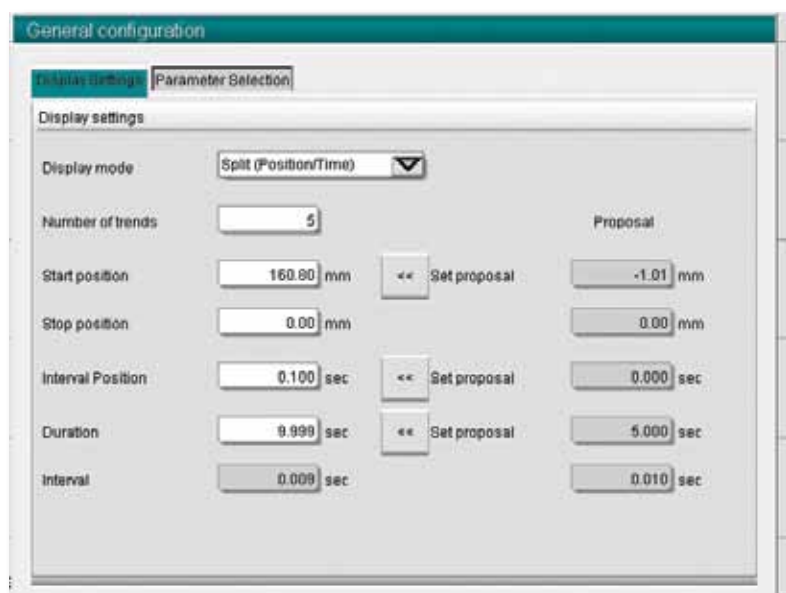 General configuration
Display Settings Parameter Selection
Display settings
Display mode Split (Position/Time)
Number of trends 5 Proposal
Start position 160.80 mm << Set proposal -1.01 mm
Stop position 0.00 mm 0.00 mm
Interval Position 0.100 sec << Set proposal 0.000 sec
Duration 9.999 sec << Set proposal 5.000 sec
Interval 0.009 sec 0.010 sec